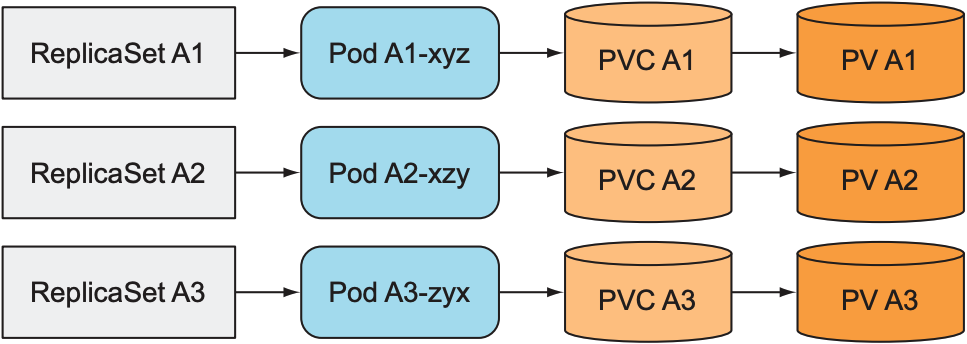 ReplicaSet A1
Pod A1-xyz
PVC A1
PV A1
ReplicaSet A2
Pod A2-xzy
PVC A2
PV A2
ReplicaSet A3
Pod A3-zyx
PVC A3
PV A3